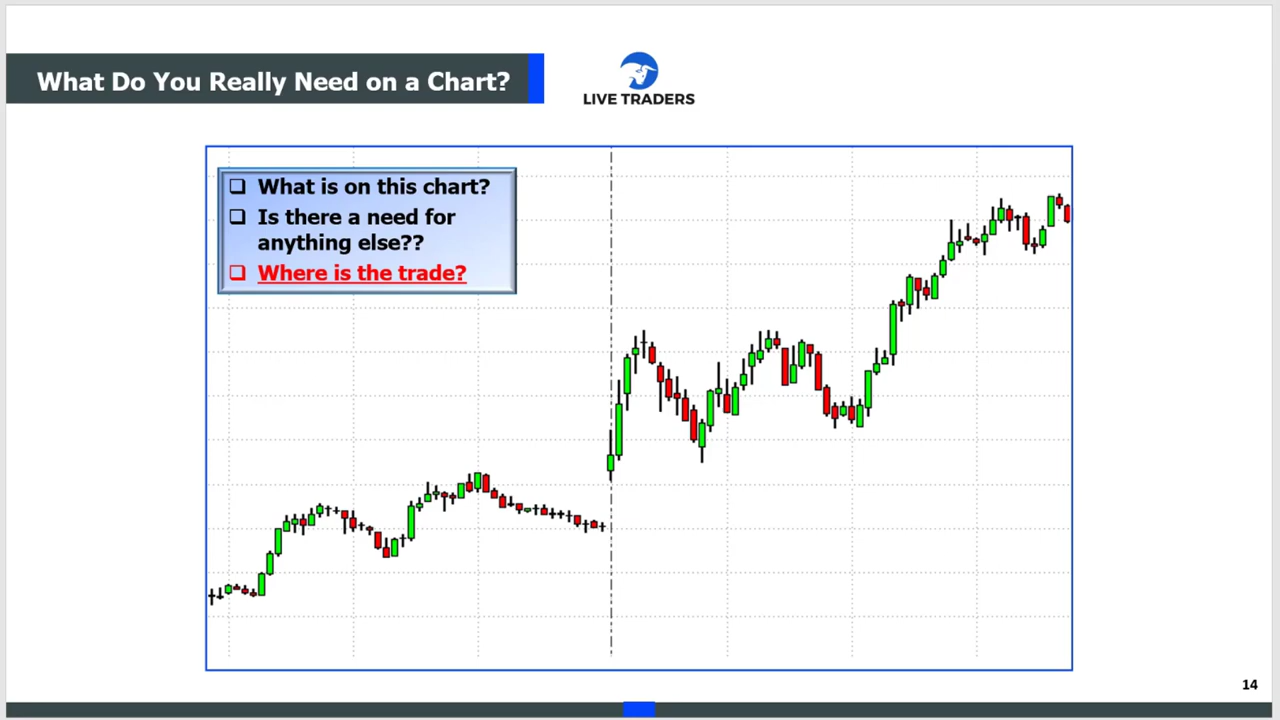 What Do You Really Need on a Chart?
LIVE TRADERS
❑ What is on this chart?
❑ Is there a need for
anything else??
❑ Where is the trade?
14